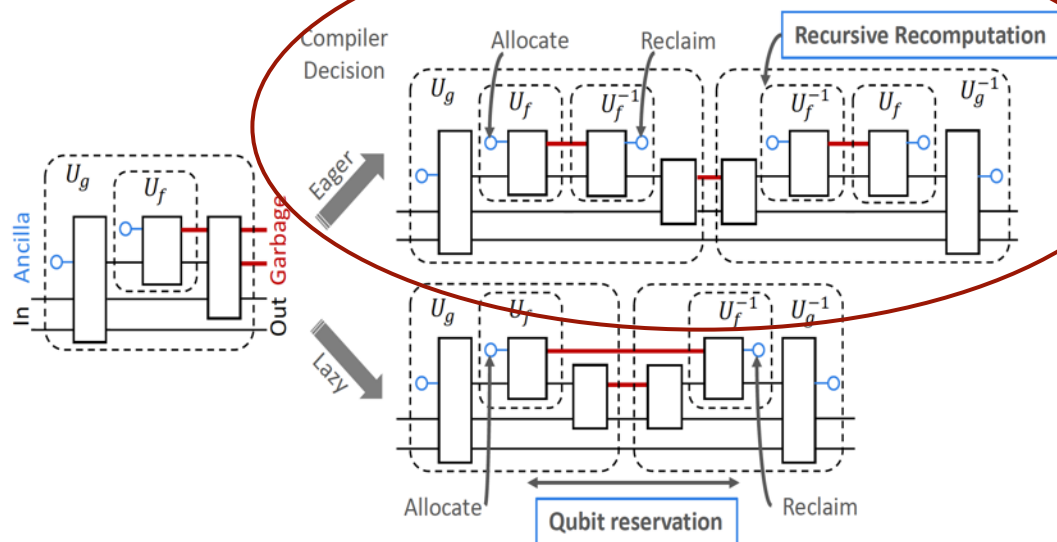 Compiler
Decision
Allocate
Reclaim
Recursive Recomputation
U_g
U_f
U_f^{-1}
U_f^{-1}
U_f
U_g^{-1}
Eager
U_g
U_f
Ancilla
In
Garbage
Out
Lazy
U_g
U_f
U_f^{-1}
U_g^{-1}
Allocate
Qubit reservation
Reclaim